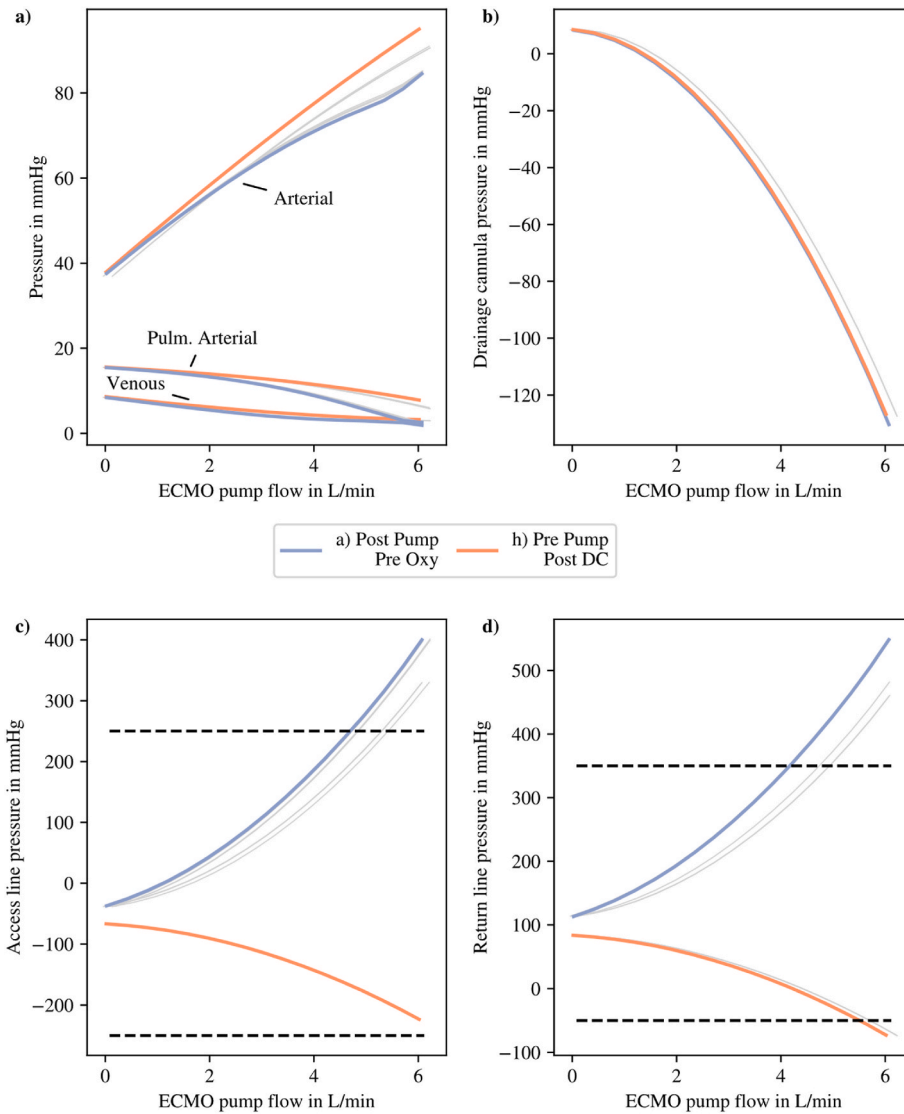 a)
Pressure in mmHg
80
60
40
20
0
Arterial
Pulm. Arterial
Venous
0 2 4 6
ECMO pump flow in L/min
b)
Drainage cannula pressure in mmHg
0
−20
−40
−60
−80
−100
−120
0 2 4 6
ECMO pump flow in L/min
a) Post Pump
Pre Oxy
h) Pre Pump
Post DC
c)
Access line pressure in mmHg
400
300
200
100
0
−100
−200
0 2 4 6
ECMO pump flow in L/min
d)
Return line pressure in mmHg
500
400
300
200
100
0
−100
0 2 4 6
ECMO pump flow in L/min